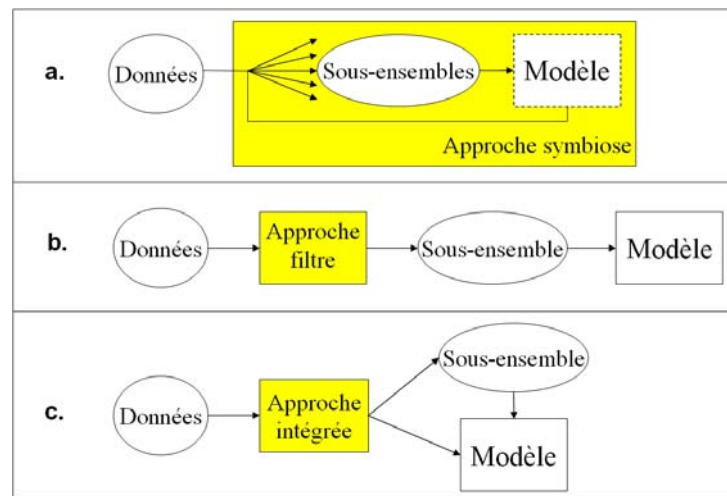 a.
Données
Sous-ensembles
Modèle
Approche symbiose
b.
Données
Approche
filtre
Sous-ensemble
Modèle
c.
Données
Approche
intégrée
Sous-ensemble
Modèle